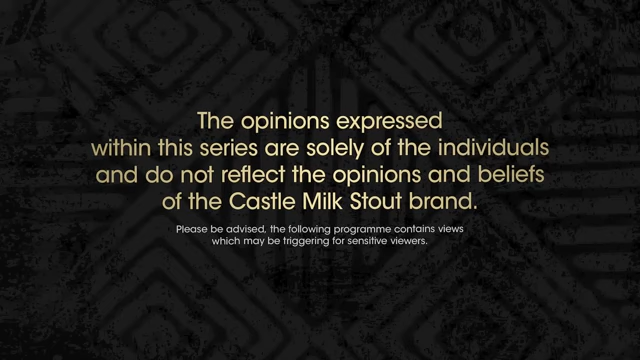 The opinions expressed
within this series are solely of the individuals
and do not reflect the opinions and beliefs
of the Castle Milk Stout brand.
Please be advised, the following programme contains views
which may be triggering for sensitive viewers.